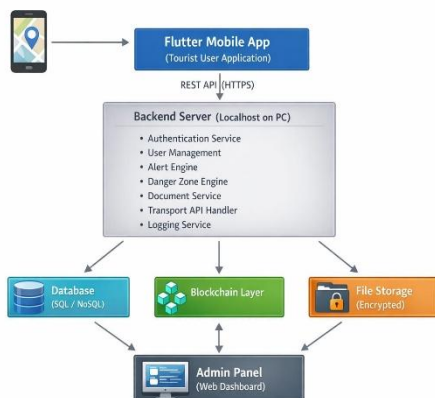 Flutter Mobile App
(Tourist User Application)
REST API (HTTPS)
Backend Server (Localhost on PC)
• Authentication Service
• User Management
• Alert Engine
• Danger Zone Engine
• Document Service
• Transport API Handler
• Logging Service
Database
(SQL / NoSQL)
Blockchain Layer
File Storage
(Encrypted)
Admin Panel
(Web Dashboard)